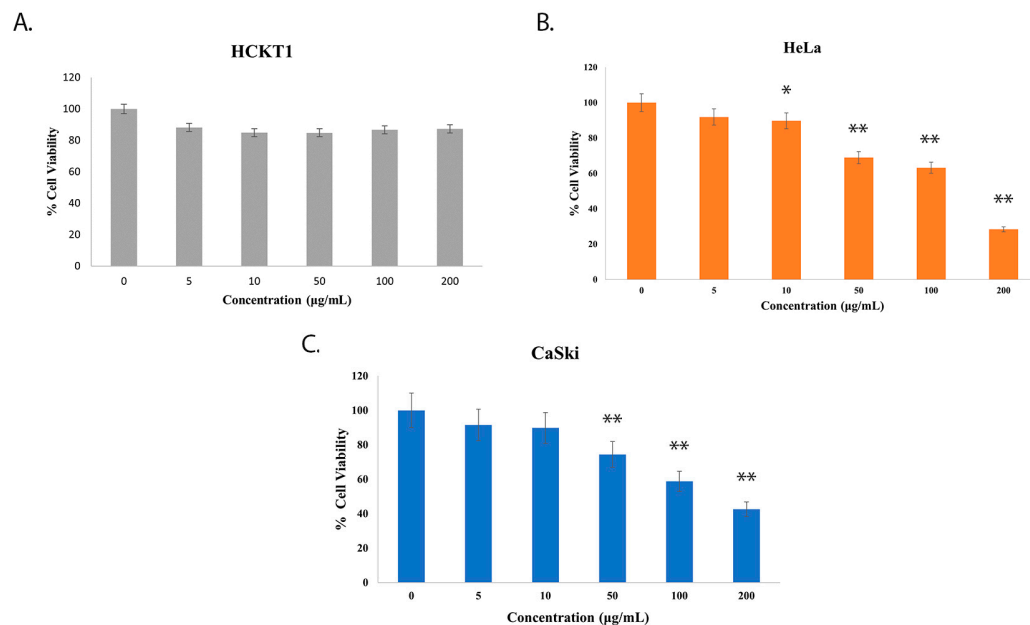 A.
HCKT1
120
100
80
60
40
20
0
% Cell Viability
0 5 10 50 100 200
Concentration (µg/mL)
B.
HeLa
120
100
80
60
40
20
0
% Cell Viability
*
**
**
**
0 5 10 50 100 200
Concentration (µg/mL)
C.
CaSki
120
100
80
60
40
20
0
% Cell Viability
**
**
**
0 5 10 50 100 200
Concentration (µg/mL)